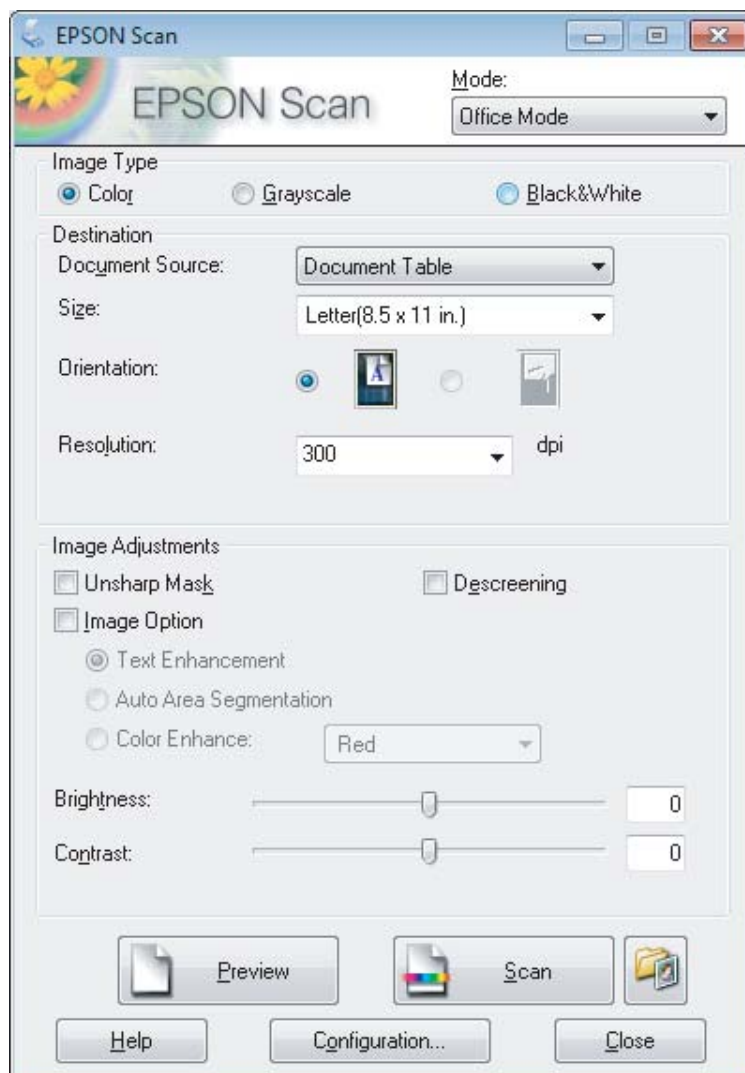 EPSON Scan
EPSON Scan
Mode:
Office Mode
Image Type
Color Grayscale Black&White
Destination
Document Source: Document Table
Size: Letter(8.5 x 11 in.)
Orientation: A
Resolution: 300 dpi
Image Adjustments
Unsharp Mask Descreening
Image Option
Text Enhancement
Auto Area Segmentation
Color Enhance: Red
Brightness: 0
Contrast: 0
Preview Scan
Help Configuration... Close